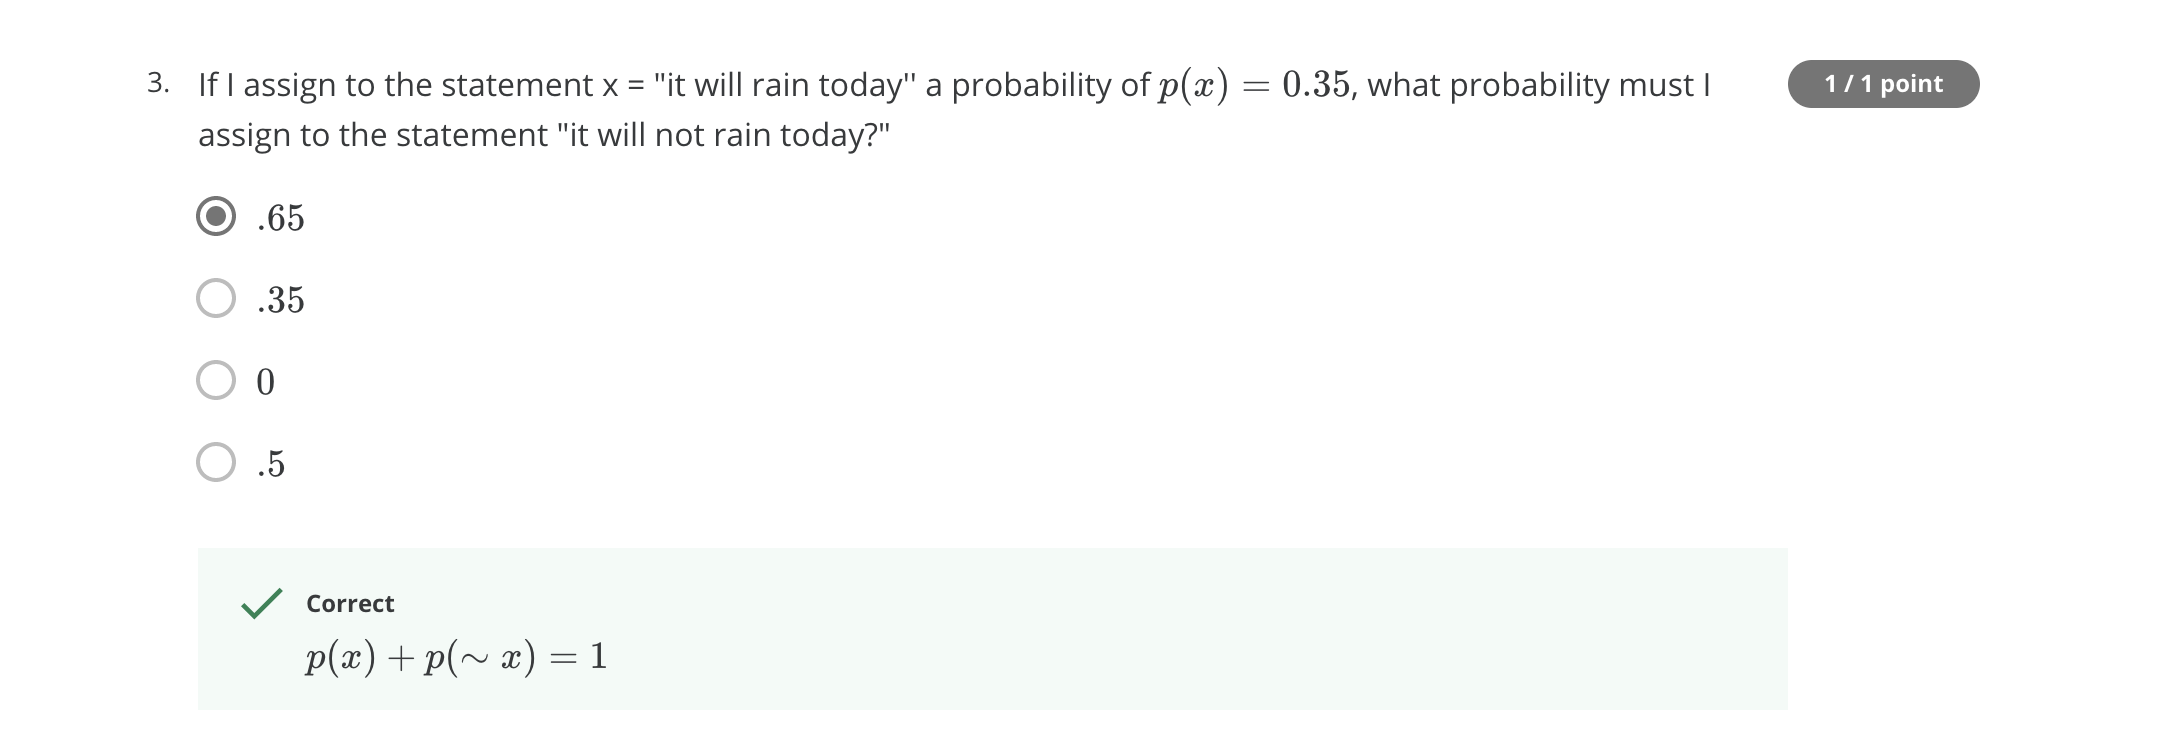 3. If I assign to the statement x = "it will rain today'' a probability of p(x) = 0.35, what probability must I
assign to the statement "it will not rain today?"
1 / 1 point
.65
.35
0
.5
Correct
p(x) + p(∼ x) = 1